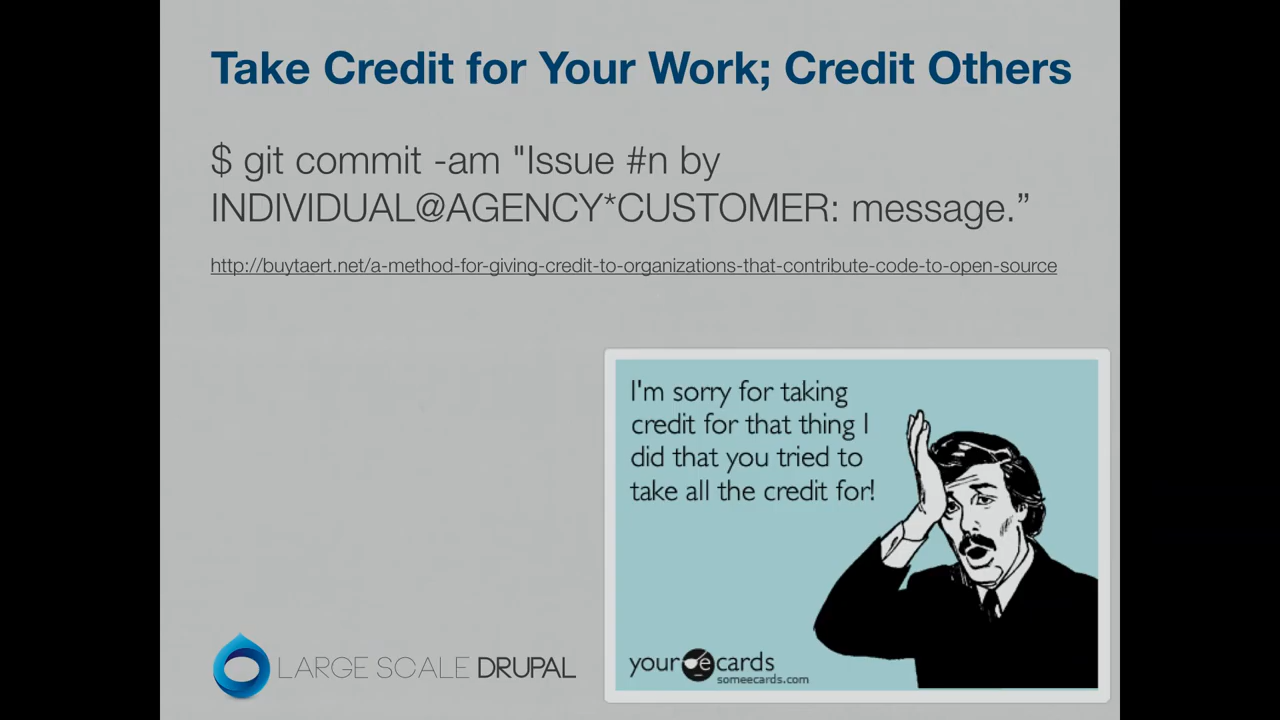 Take Credit for Your Work; Credit Others
$ git commit -am "Issue #n by
INDIVIDUAL@AGENCY*CUSTOMER: message.”
http://buytaert.net/a-method-for-giving-credit-to-organizations-that-contribute-code-to-open-source
I'm sorry for taking
credit for that thing I
did that you tried to
take all the credit for!
your e cards
someecards.com
LARGE SCALE DRUPAL